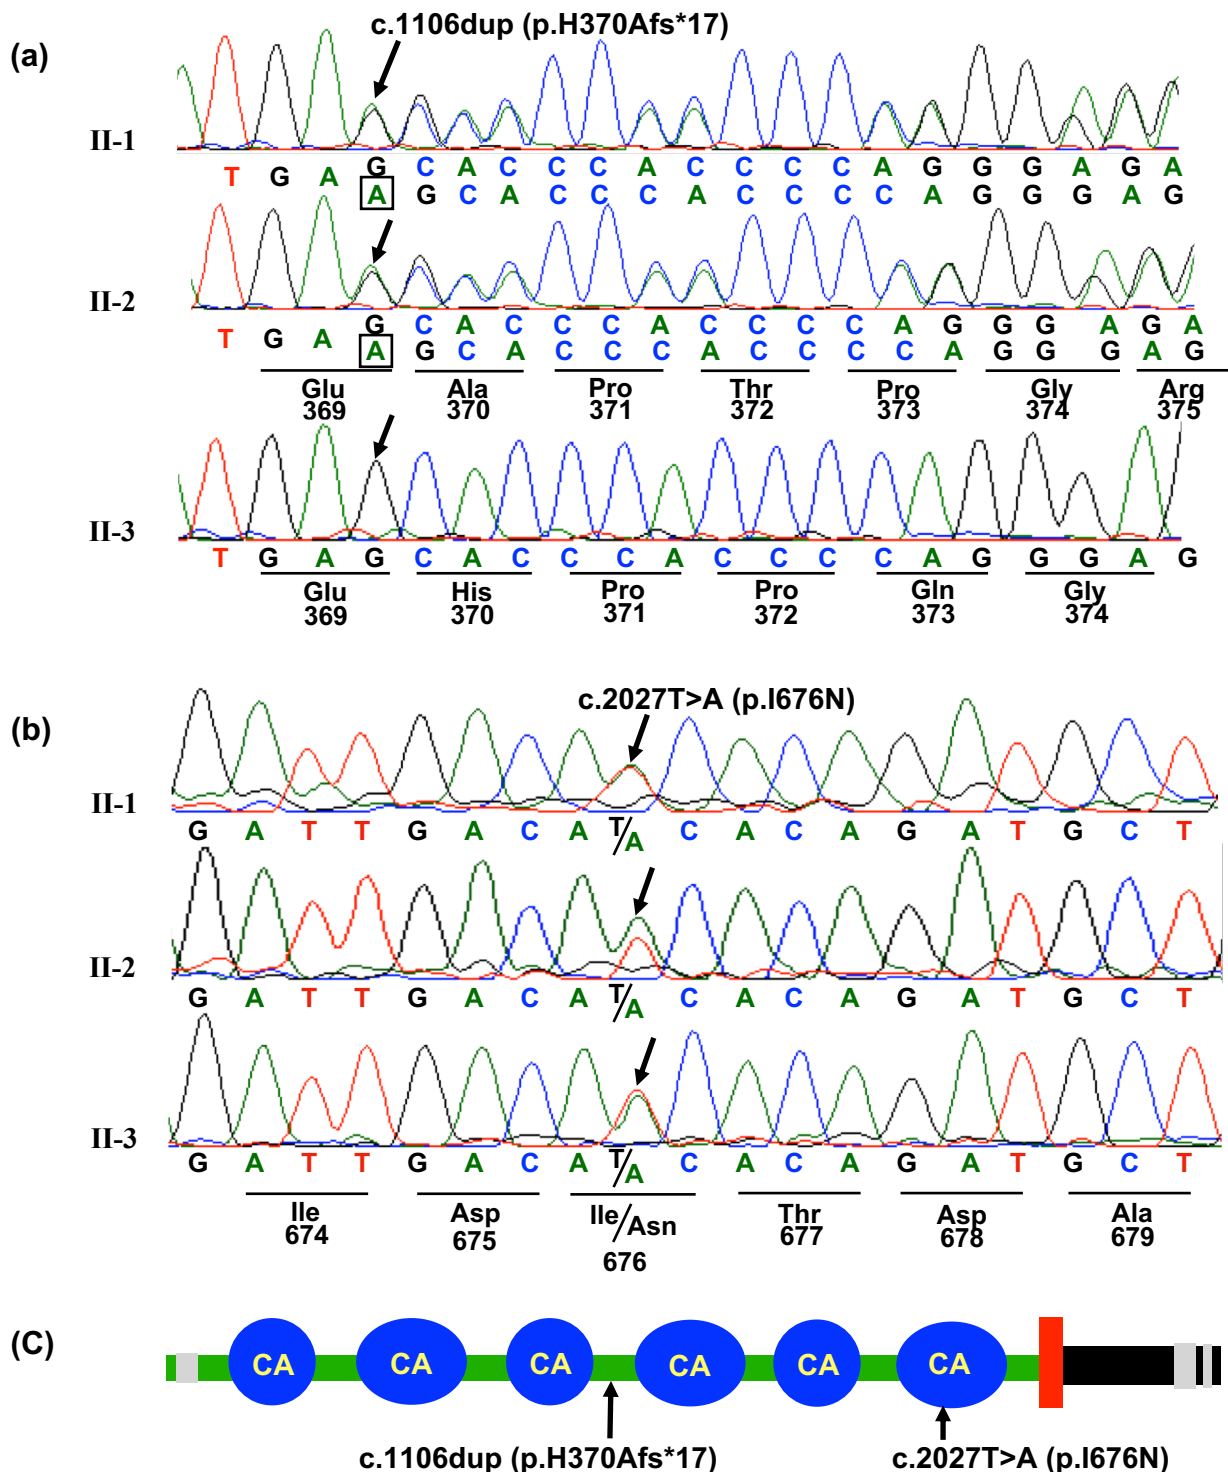 (a)
c.1106dup (p.H370Afs*17)
II-1
T G A G C A C C C A C C C C A G G G A G A
A G C A C C C A C C C C A G G G A G
II-2
T G A G C A C C C A C C C C A G G G A G A
A G C A C C C A C C C C A G G G A G
Glu Ala Pro Thr Pro Gly Arg
369 370 371 372 373 374 375
II-3
T G A G C A C C C A C C C C A G G G A G
Glu His Pro Pro Gln Gly
369 370 371 372 373 374
(b)
c.2027T>A (p.I676N)
II-1
G A T T G A C A T/A C A C A G A T G C T
II-2
G A T T G A C A T/A C A C A G A T G C T
II-3
G A T T G A C A T/A C A C A G A T G C T
Ile Asp Ile/Asn Thr Asp Ala
674 675 676 677 678 679
(C)
CA CA CA CA CA CA
c.1106dup (p.H370Afs*17) c.2027T>A (p.I676N)